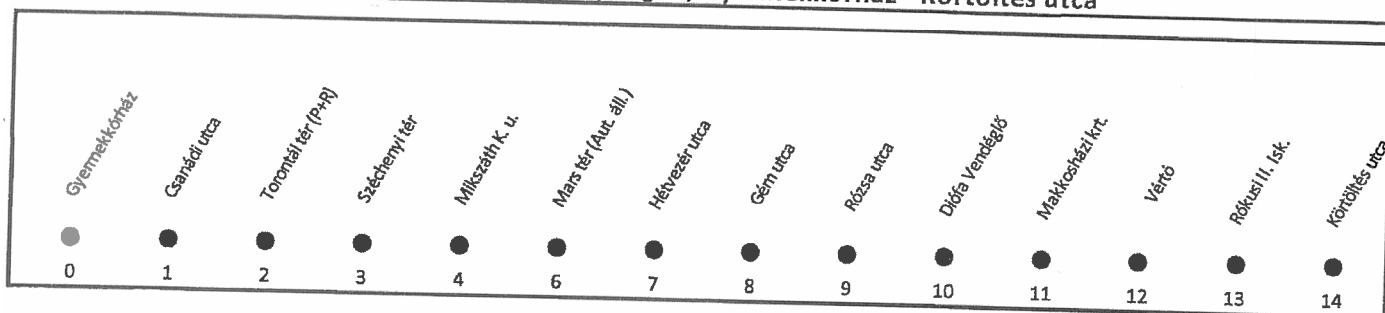 Körtöltés utca
Gyermekkórház
Csanádi utca
Torontál tér (P+R)
Széchenyi tér
Mikszáth K. u.
Mars tér (Aut. áll.)
Hétvezér utca
Gém utca
Rózsa utca
Diófa Vendéglő
Makkosházi krt.
Vértó
Rókusi II. Isk.
Körtöltés utca
0 1 2 3 4 6 7 8 9 10 11 12 13 14